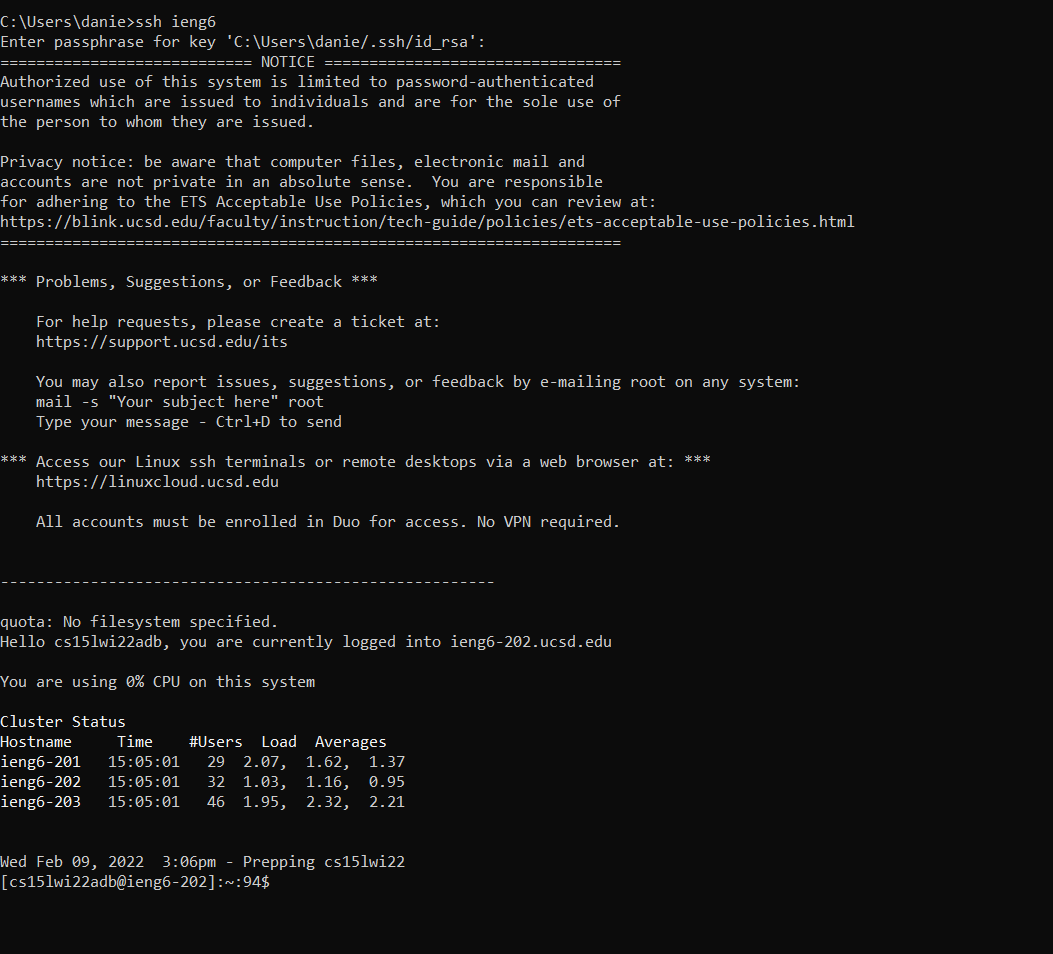 C:\Users\danie>ssh ieng6
Enter passphrase for key 'C:\Users\danie/.ssh/id_rsa':
============================ NOTICE =================================
Authorized use of this system is limited to password-authenticated
usernames which are issued to individuals and are for the sole use of
the person to whom they are issued.

Privacy notice: be aware that computer files, electronic mail and
accounts are not private in an absolute sense.  You are responsible
for adhering to the ETS Acceptable Use Policies, which you can review at:
https://blink.ucsd.edu/faculty/instruction/tech-guide/policies/ets-acceptable-use-policies.html
=====================================================================

*** Problems, Suggestions, or Feedback ***

    For help requests, please create a ticket at:
    https://support.ucsd.edu/its

    You may also report issues, suggestions, or feedback by e-mailing root on any system:
    mail -s "Your subject here" root
    Type your message - Ctrl+D to send

*** Access our Linux ssh terminals or remote desktops via a web browser at: ***
    https://linuxcloud.ucsd.edu

    All accounts must be enrolled in Duo for access. No VPN required.


-------------------------------------------------------

quota: No filesystem specified.
Hello cs15lwi22adb, you are currently logged into ieng6-202.ucsd.edu

You are using 0% CPU on this system

Cluster Status
Hostname     Time    #Users  Load  Averages
ieng6-201   15:05:01   29  2.07,  1.62,  1.37
ieng6-202   15:05:01   32  1.03,  1.16,  0.95
ieng6-203   15:05:01   46  1.95,  2.32,  2.21


Wed Feb 09, 2022  3:06pm - Prepping cs15lwi22
[cs15lwi22adb@ieng6-202]:~:94$